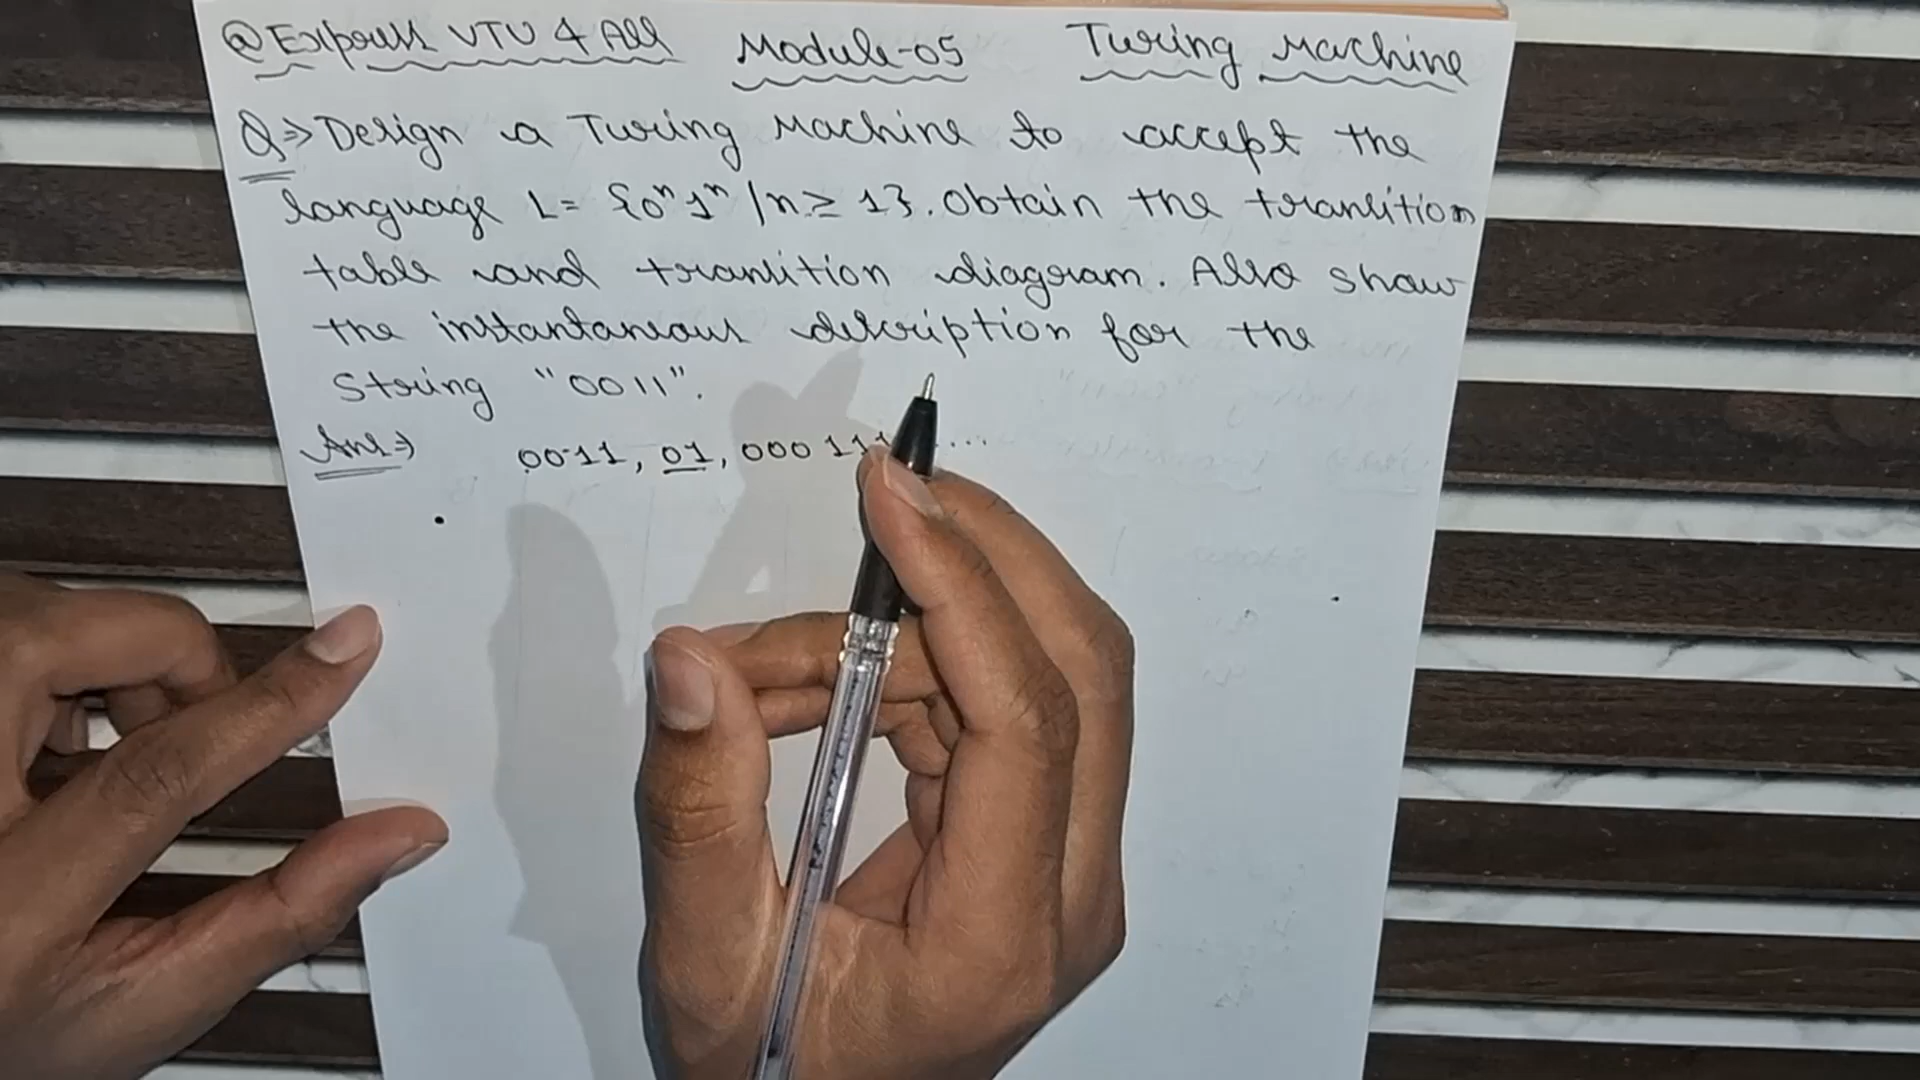 @ Express VTU 4 All Module-05 Turing Machine
Q⇒ Design a Turing Machine to accept the
language L = {0ⁿ1ⁿ/n ≥ 1}. Obtain the transition
table and transition diagram. Also show
the instantaneous description for the
string "0011".
Ans⇒ 0011, 01, 000111 ...